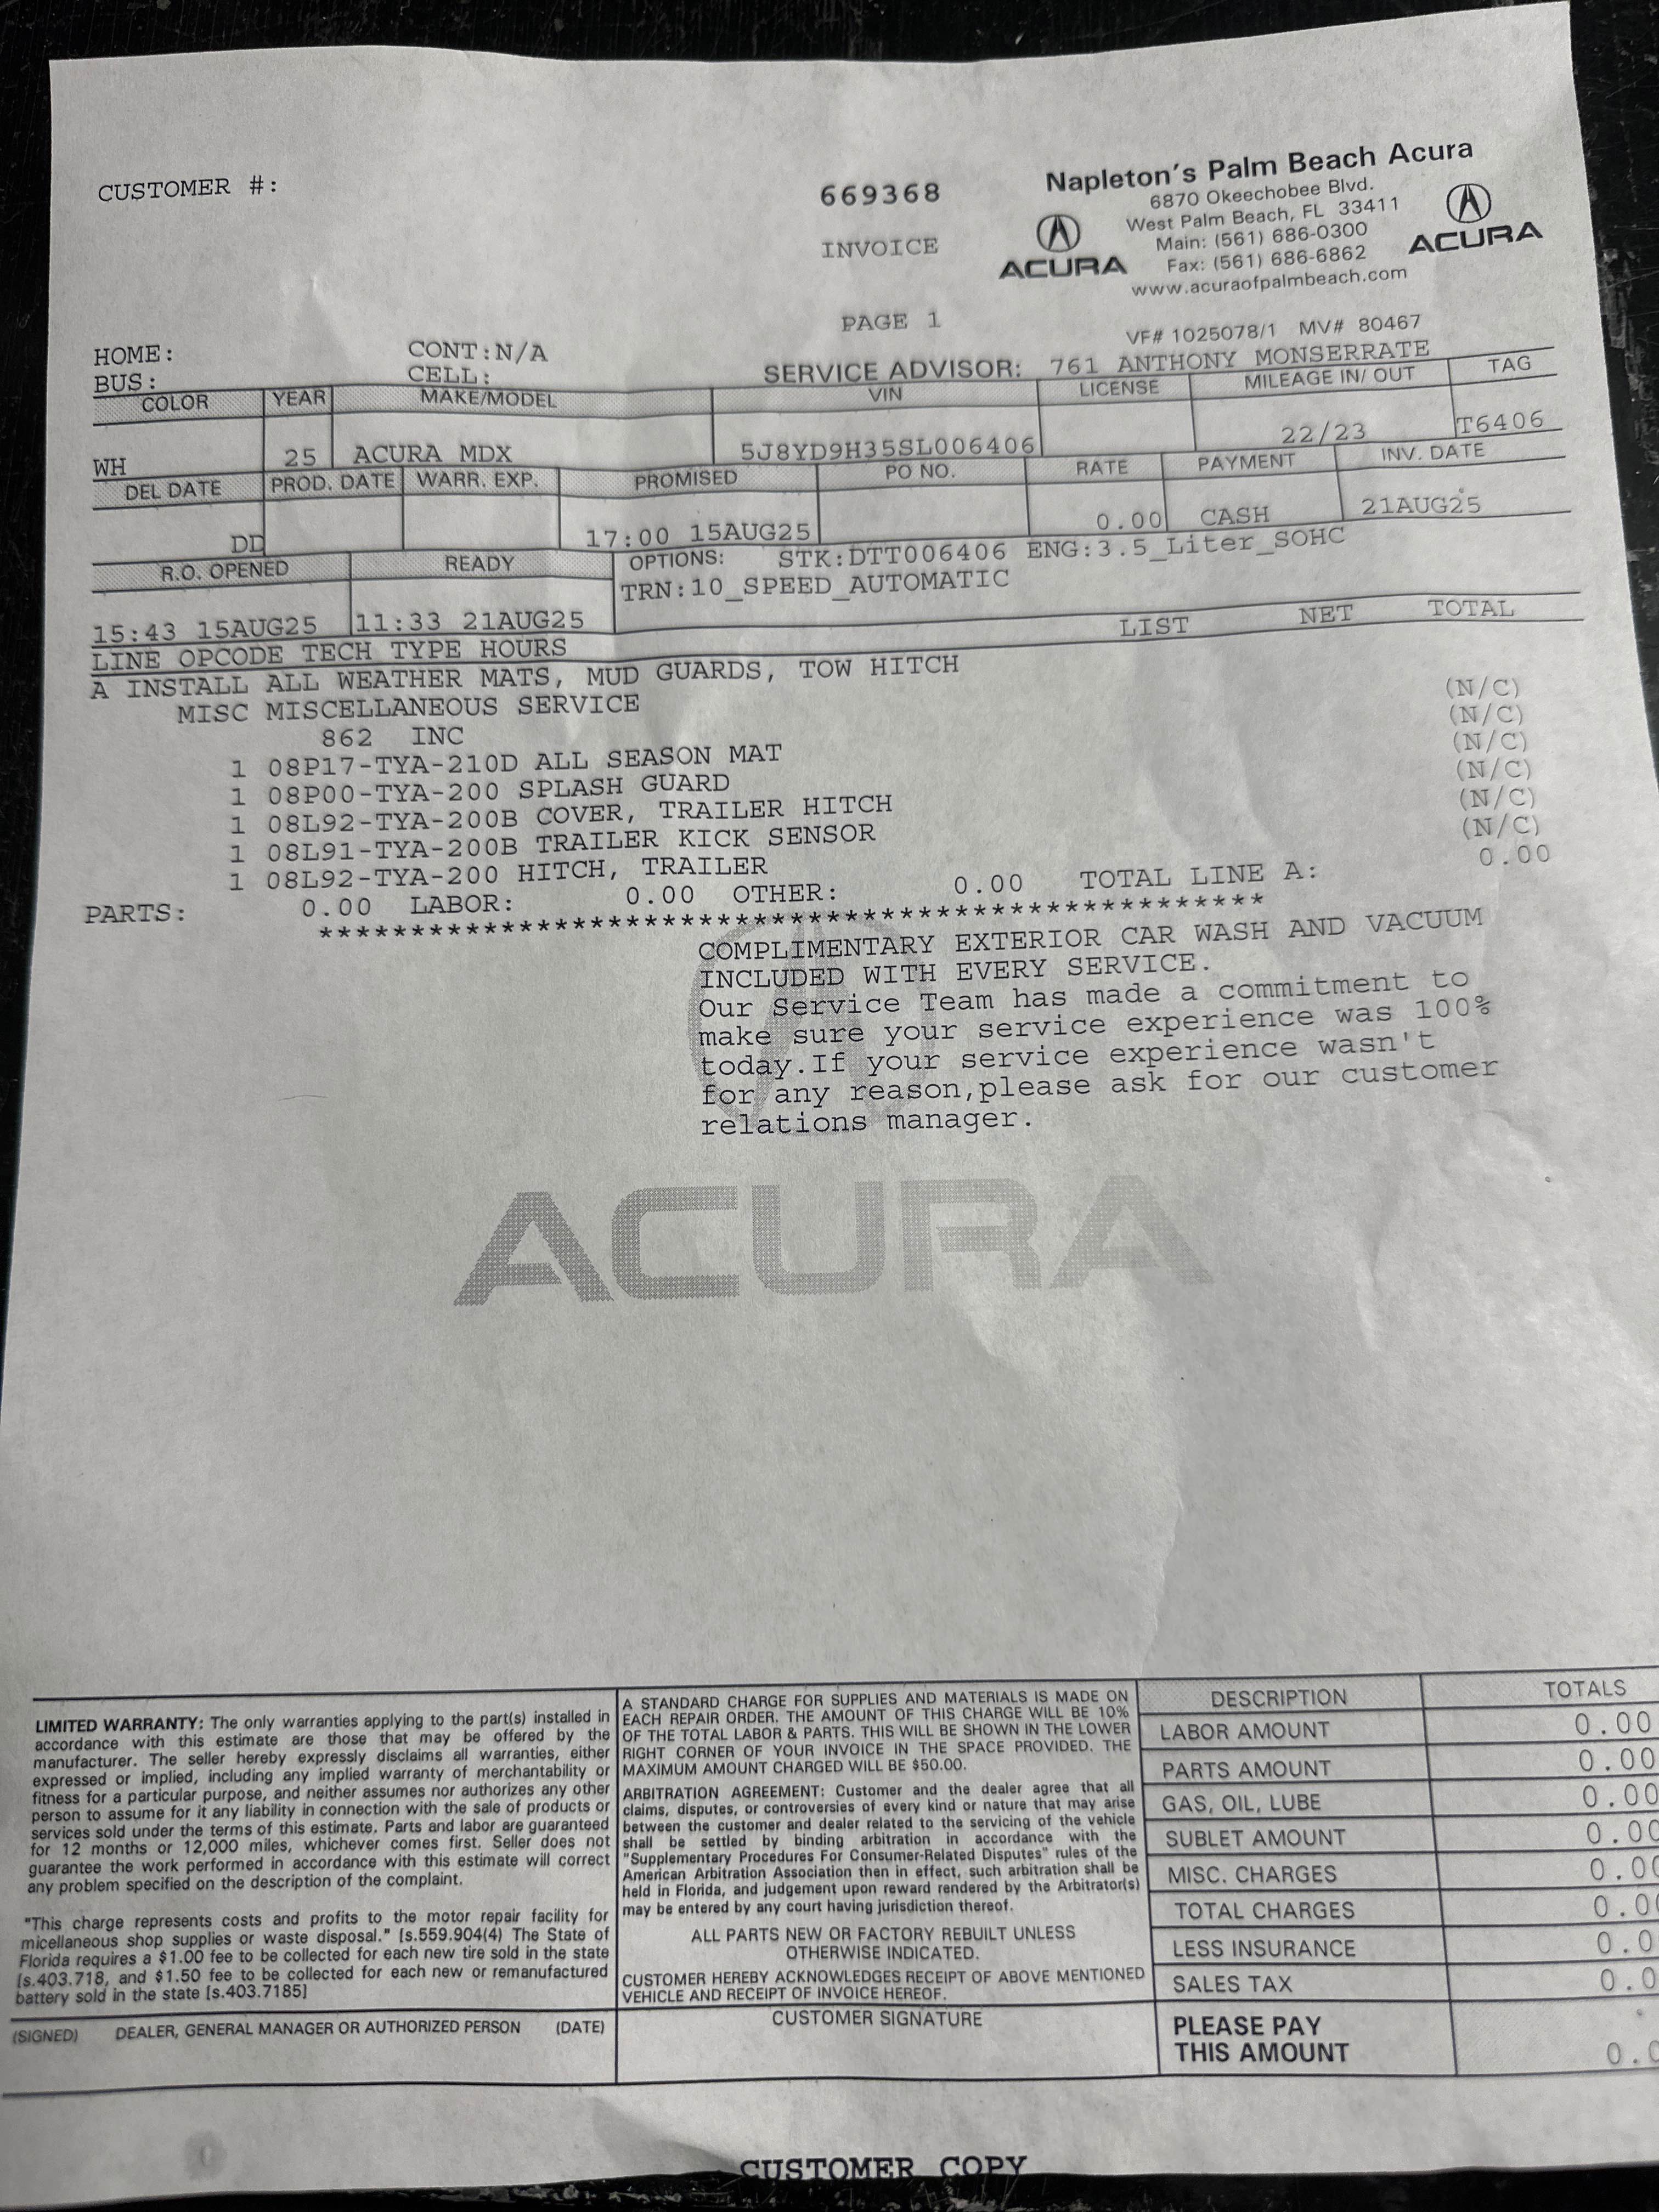 CUSTOMER #:
669368
INVOICE
PAGE 1
Napleton's Palm Beach Acura
6870 Okeechobee Blvd.
West Palm Beach, FL 33411
Main: (561) 686-0300
Fax: (561) 686-6862
www.acuraofpalmbeach.com
ACURA
ACURA
VF# 1025078/1 MV# 80467
HOME: CONT:N/A
BUS: CELL:
SERVICE ADVISOR: 761 ANTHONY MONSERRATE
COLOR YEAR MAKE/MODEL VIN LICENSE MILEAGE IN/ OUT TAG
WH 25 ACURA MDX 5J8YD9H35SL006406 22/23 T6406
DEL DATE PROD. DATE WARR. EXP. PROMISED PO NO. RATE PAYMENT INV. DATE
DD 17:00 15AUG25 0.00 CASH 21AUG25
R.O. OPENED READY OPTIONS: STK:DTT006406 ENG:3.5_Liter_SOHC
TRN:10_SPEED_AUTOMATIC
15:43 15AUG25 11:33 21AUG25
LINE OPCODE TECH TYPE HOURS LIST NET TOTAL
A INSTALL ALL WEATHER MATS, MUD GUARDS, TOW HITCH
MISC MISCELLANEOUS SERVICE
862 INC (N/C)
1 08P17-TYA-210D ALL SEASON MAT (N/C)
1 08P00-TYA-200 SPLASH GUARD (N/C)
1 08L92-TYA-200B COVER, TRAILER HITCH (N/C)
1 08L91-TYA-200B TRAILER KICK SENSOR (N/C)
1 08L92-TYA-200 HITCH, TRAILER (N/C)
PARTS: 0.00 LABOR: 0.00 OTHER: 0.00 TOTAL LINE A: 0.00
***************************************************
COMPLIMENTARY EXTERIOR CAR WASH AND VACUUM
INCLUDED WITH EVERY SERVICE.
Our Service Team has made a commitment to
make sure your service experience was 100%
today.If your service experience wasn't
for any reason,please ask for our customer
relations manager.
ACURA
LIMITED WARRANTY: The only warranties applying to the part(s) installed in
accordance with this estimate are those that may be offered by the
manufacturer. The seller hereby expressly disclaims all warranties, either
expressed or implied, including any implied warranty of merchantability or
fitness for a particular purpose, and neither assumes nor authorizes any other
person to assume for it any liability in connection with the sale of products or
services sold under the terms of this estimate. Parts and labor are guaranteed
for 12 months or 12,000 miles, whichever comes first. Seller does not
guarantee the work performed in accordance with this estimate will correct
any problem specified on the description of the complaint.
"This charge represents costs and profits to the motor repair facility for
micellaneous shop supplies or waste disposal." [s.559.904(4) The State of
Florida requires a $1.00 fee to be collected for each new tire sold in the state
[s.403.718, and $1.50 fee to be collected for each new or remanufactured
battery sold in the state [s.403.7185]
(SIGNED) DEALER, GENERAL MANAGER OR AUTHORIZED PERSON (DATE)
A STANDARD CHARGE FOR SUPPLIES AND MATERIALS IS MADE ON
EACH REPAIR ORDER. THE AMOUNT OF THIS CHARGE WILL BE 10%
OF THE TOTAL LABOR & PARTS. THIS WILL BE SHOWN IN THE LOWER
RIGHT CORNER OF YOUR INVOICE IN THE SPACE PROVIDED. THE
MAXIMUM AMOUNT CHARGED WILL BE $50.00.
ARBITRATION AGREEMENT: Customer and the dealer agree that all
claims, disputes, or controversies of every kind or nature that may arise
between the customer and dealer related to the servicing of the vehicle
shall be settled by binding arbitration in accordance with the
"Supplementary Procedures For Consumer-Related Disputes" rules of the
American Arbitration Association then in effect, such arbitration shall be
held in Florida, and judgement upon reward rendered by the Arbitrator(s)
may be entered by any court having jurisdiction thereof.
ALL PARTS NEW OR FACTORY REBUILT UNLESS
OTHERWISE INDICATED.
CUSTOMER HEREBY ACKNOWLEDGES RECEIPT OF ABOVE MENTIONED
VEHICLE AND RECEIPT OF INVOICE HEREOF.
CUSTOMER SIGNATURE
DESCRIPTION TOTALS
LABOR AMOUNT 0.00
PARTS AMOUNT 0.00
GAS, OIL, LUBE 0.00
SUBLET AMOUNT 0.00
MISC. CHARGES 0.00
TOTAL CHARGES 0.00
LESS INSURANCE 0.0
SALES TAX 0.0
PLEASE PAY
THIS AMOUNT 0.0
CUSTOMER COPY